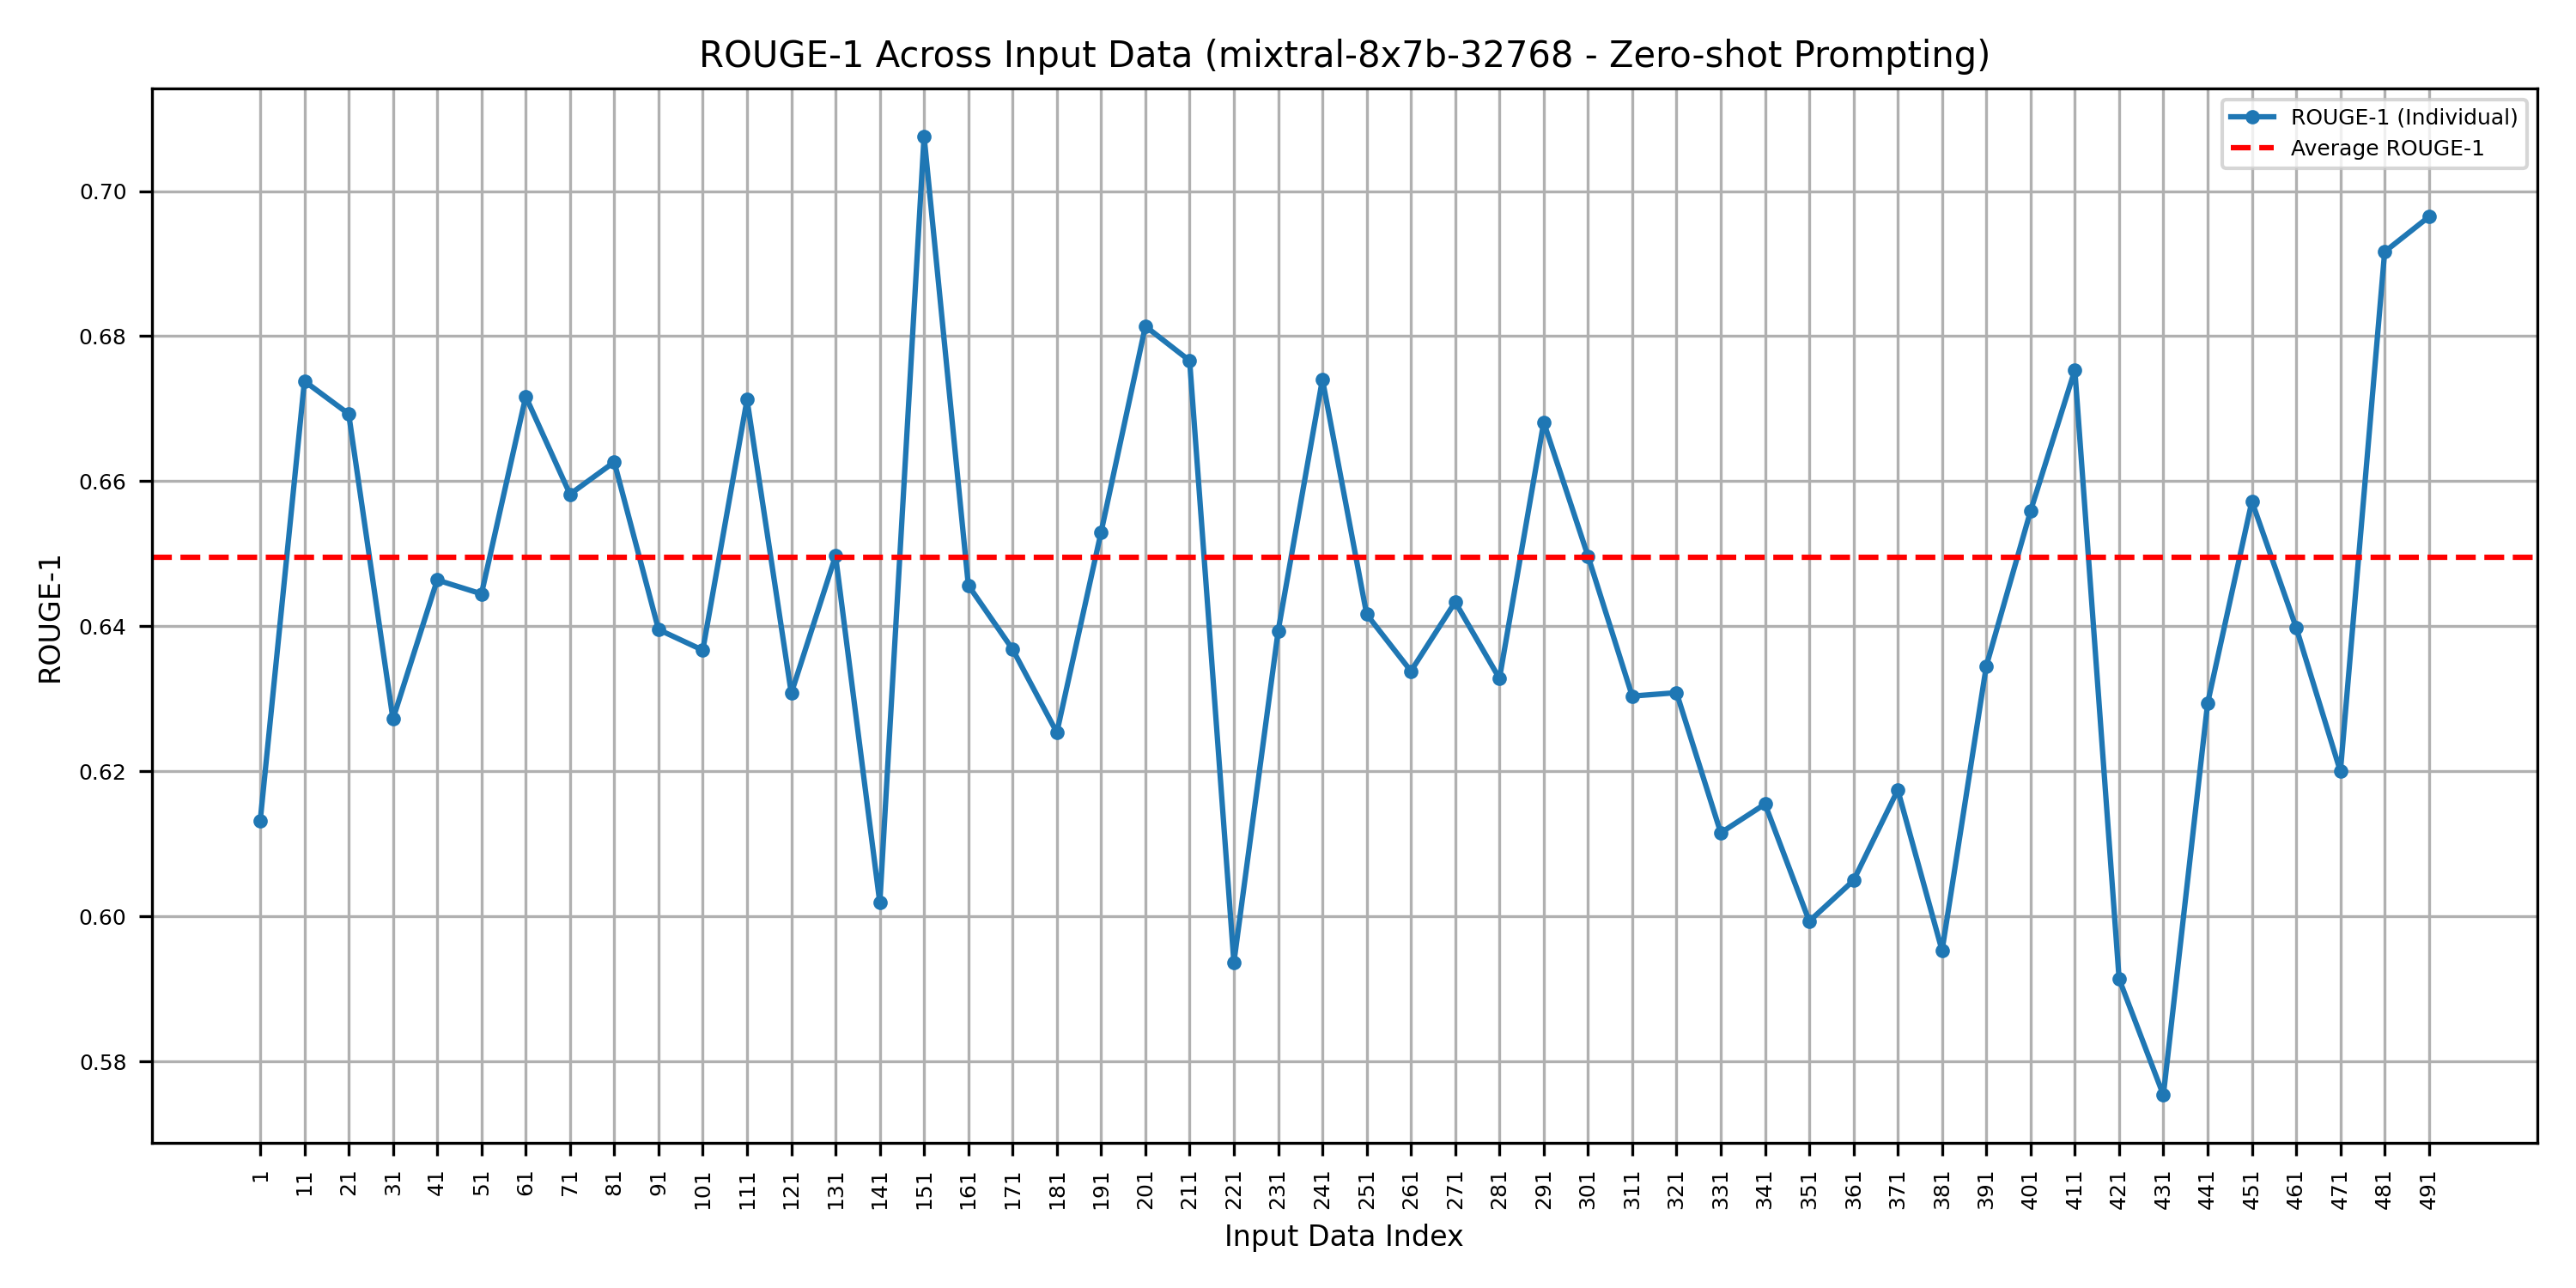 ROUGE-1 Across Input Data (mixtral-8x7b-32768 - Zero-shot Prompting)
ROUGE-1 (Individual)
Average ROUGE-1
0.70
0.68
0.66
0.64
0.62
0.60
0.58
ROUGE-1
1 11 21 31 41 51 61 71 81 91 101 111 121 131 141 151 161 171 181 191 201 211 221 231 241 251 261 271 281 291 301 311 321 331 341 351 361 371 381 391 401 411 421 431 441 451 461 471 481 491
Input Data Index